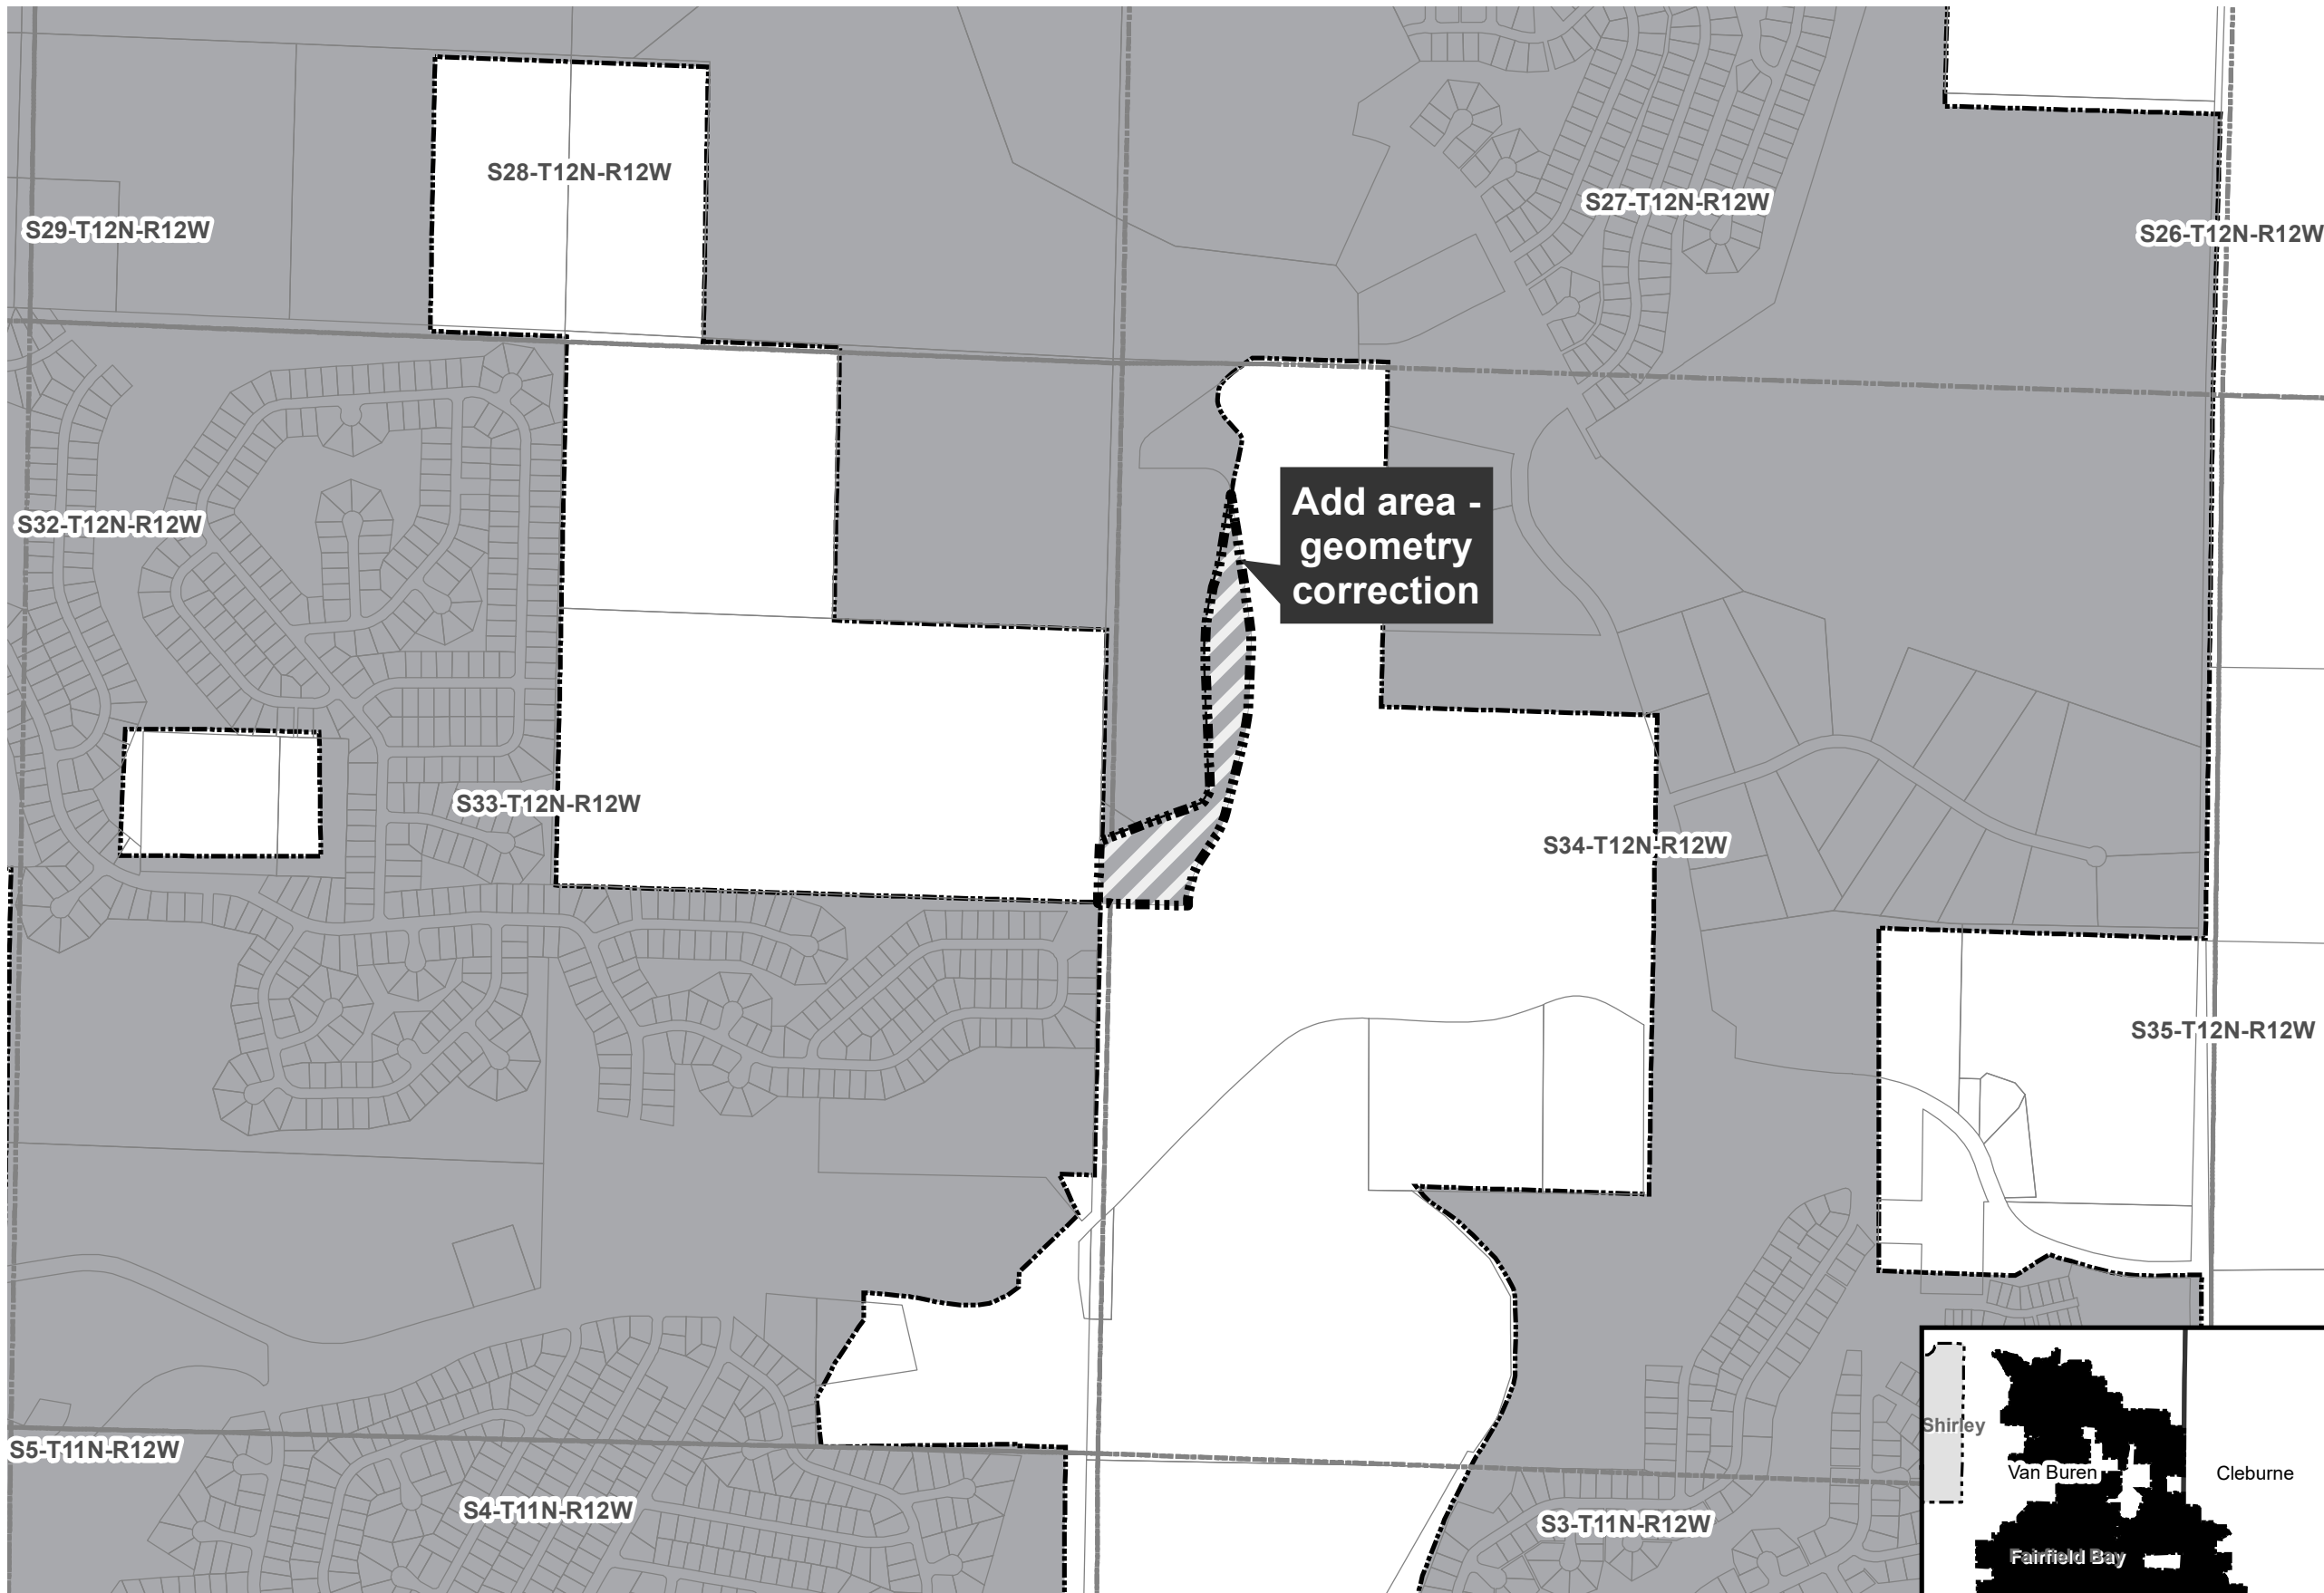 S28-T12N-R12W
S27-T12N-R12W
S29-T12N-R12W
S26-T12N-R12W
Add area -
geometry
correction
S32-T12N-R12W
S33-T12N-R12W
S34-T12N-R12W
S35-T12N-R12W
Shirley
S5-T11N-R12W
Van Buren
Cleburne
S4-T11N-R12W
S3-T11N-R12W
Fairfield Bay